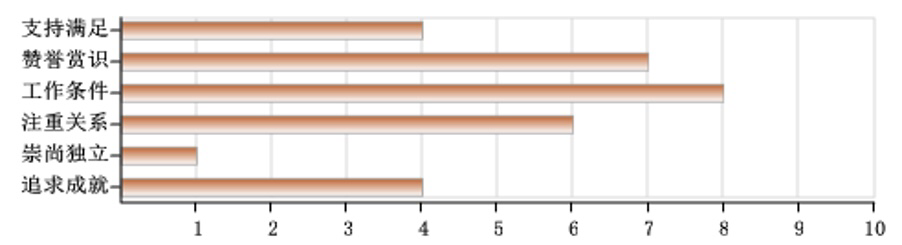 支持满足
赞誉赏识
工作条件
注重关系
崇尚独立
追求成就
1 2 3 4 5 6 7 8 9 10